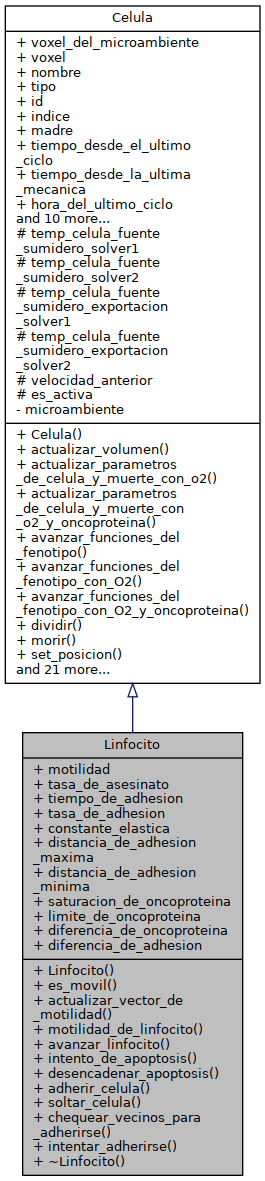 Celula
+ voxel_del_microambiente
+ voxel
+ nombre
+ tipo
+ id
+ indice
+ madre
+ tiempo_desde_el_ultimo
_ciclo
+ tiempo_desde_la_ultima
_mecanica
+ hora_del_ultimo_ciclo
and 10 more...
# temp_celula_fuente
_sumidero_solver1
# temp_celula_fuente
_sumidero_solver2
# temp_celula_fuente
_sumidero_exportacion
_solver1
# temp_celula_fuente
_sumidero_exportacion
_solver2
# velocidad_anterior
# es_activa
- microambiente
+ Celula()
+ actualizar_volumen()
+ actualizar_parametros
_de_celula_y_muerte_con_o2()
+ actualizar_parametros
_de_celula_y_muerte_con
_o2_y_oncoproteina()
+ avanzar_funciones_del
_fenotipo()
+ avanzar_funciones_del
_fenotipo_con_O2()
+ avanzar_funciones_del
_fenotipo_con_O2_y_oncoproteina()
+ dividir()
+ morir()
+ set_posicion()
and 21 more...
Linfocito
+ motilidad
+ tasa_de_asesinato
+ tiempo_de_adhesion
+ tasa_de_adhesion
+ constante_elastica
+ distancia_de_adhesion
_maxima
+ distancia_de_adhesion
_minima
+ saturacion_de_oncoproteina
+ limite_de_oncoproteina
+ diferencia_de_oncoproteina
+ diferencia_de_adhesion
+ Linfocito()
+ es_movil()
+ actualizar_vector_de
_motilidad()
+ motilidad_de_linfocito()
+ avanzar_linfocito()
+ intento_de_apoptosis()
+ desencadenar_apoptosis()
+ adherir_celula()
+ soltar_celula()
+ chequear_vecinos_para
_adherirse()
+ intentar_adherirse()
+ ~Linfocito()